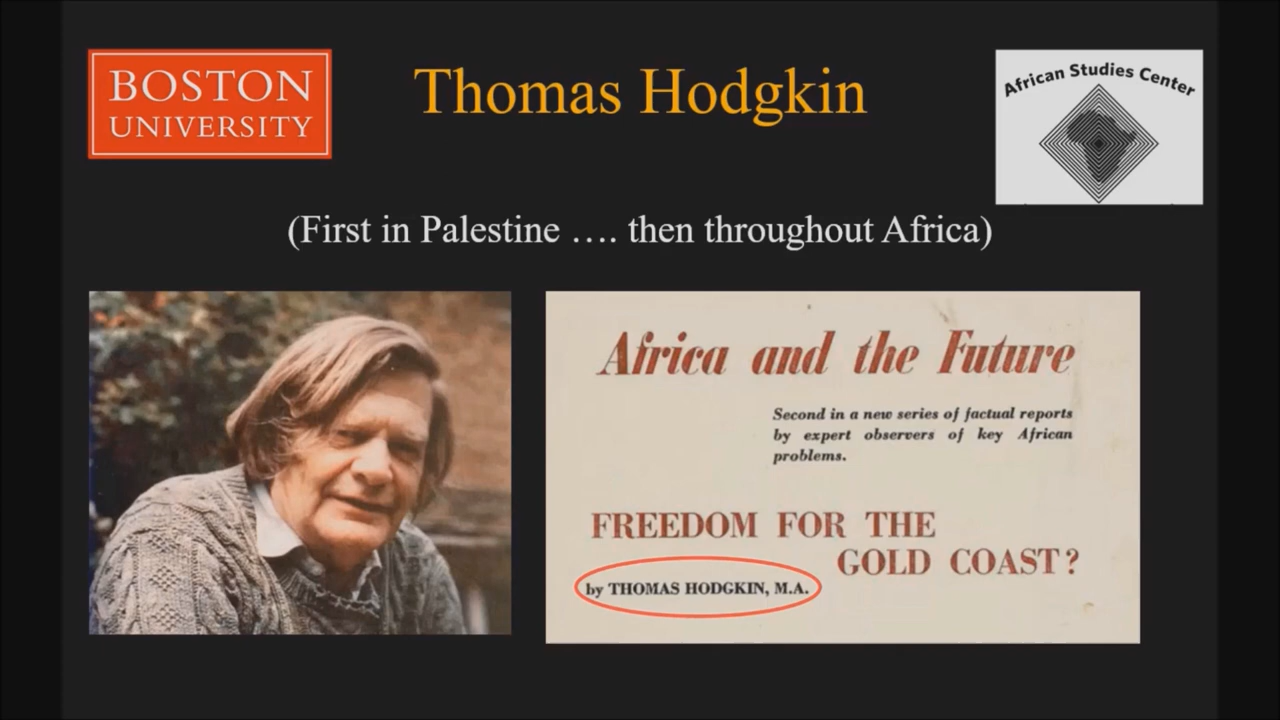 BOSTON
UNIVERSITY
Thomas Hodgkin
African Studies Center
(First in Palestine .... then throughout Africa)
Africa and the Future
Second in a new series of factual reports
by expert observers of key African
problems.
FREEDOM FOR THE
GOLD COAST?
by THOMAS HODGKIN, M.A.